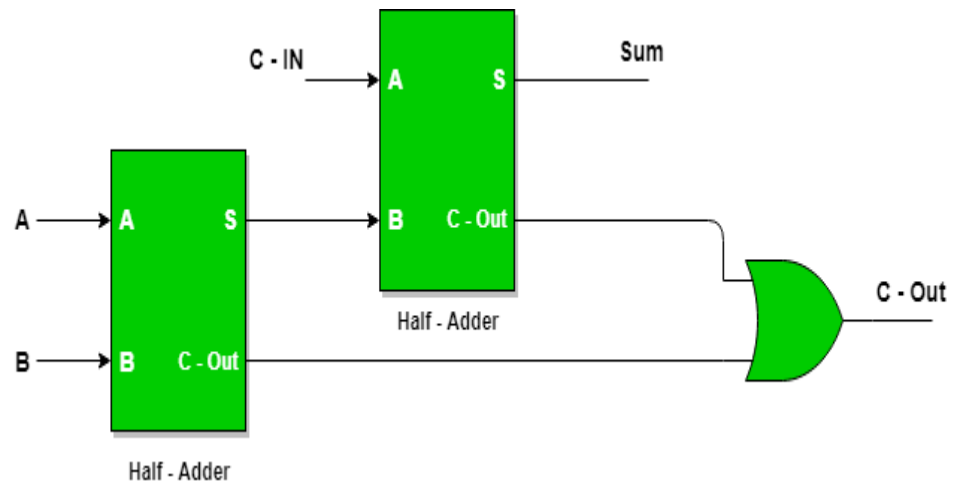 C - IN
A
S
Sum
A
A
S
B
C - Out
C - Out
Half - Adder
B
B
C - Out
Half - Adder